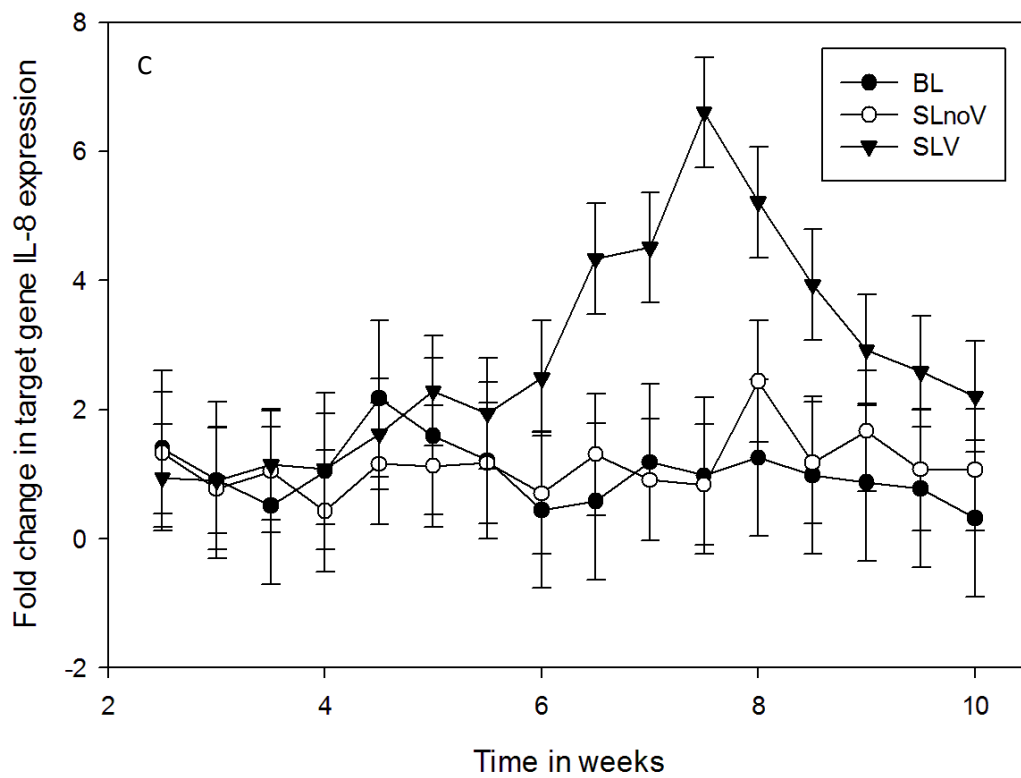 8
C
BL
SLnoV
SLV
6
4
2
0
-2
2
4
6
8
10
Time in weeks
Fold change in target gene IL-8 expression